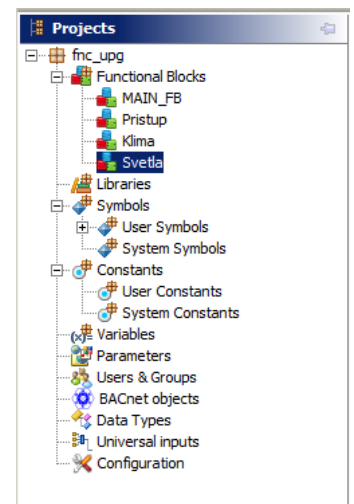 Projects
fnc_upg
Functional Blocks
MAIN_FB
Pristup
Klima
Svetla
Libraries
Symbols
User Symbols
System Symbols
Constants
User Constants
System Constants
Variables
Parameters
Users & Groups
BACnet objects
Data Types
Universal inputs
Configuration